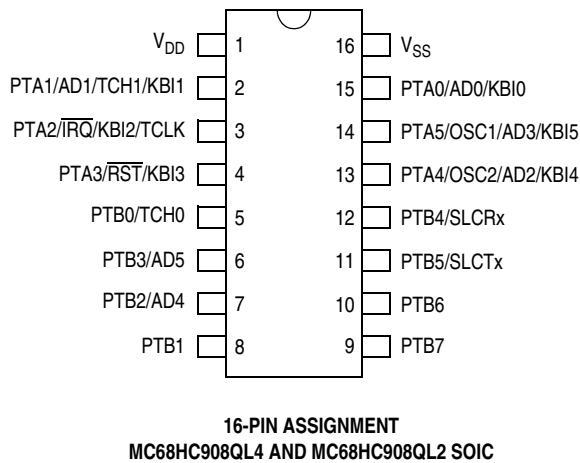 V_DD 1 16 V_SS
PTA1/AD1/TCH1/KBI1 2 15 PTA0/AD0/KBI0
PTA2/I̅R̅Q̅/KBI2/TCLK 3 14 PTA5/OSC1/AD3/KBI5
PTA3/R̅S̅T̅/KBI3 4 13 PTA4/OSC2/AD2/KBI4
PTB0/TCH0 5 12 PTB4/SLCRx
PTB3/AD5 6 11 PTB5/SLCTx
PTB2/AD4 7 10 PTB6
PTB1 8 9 PTB7
16-PIN ASSIGNMENT
MC68HC908QL4 AND MC68HC908QL2 SOIC